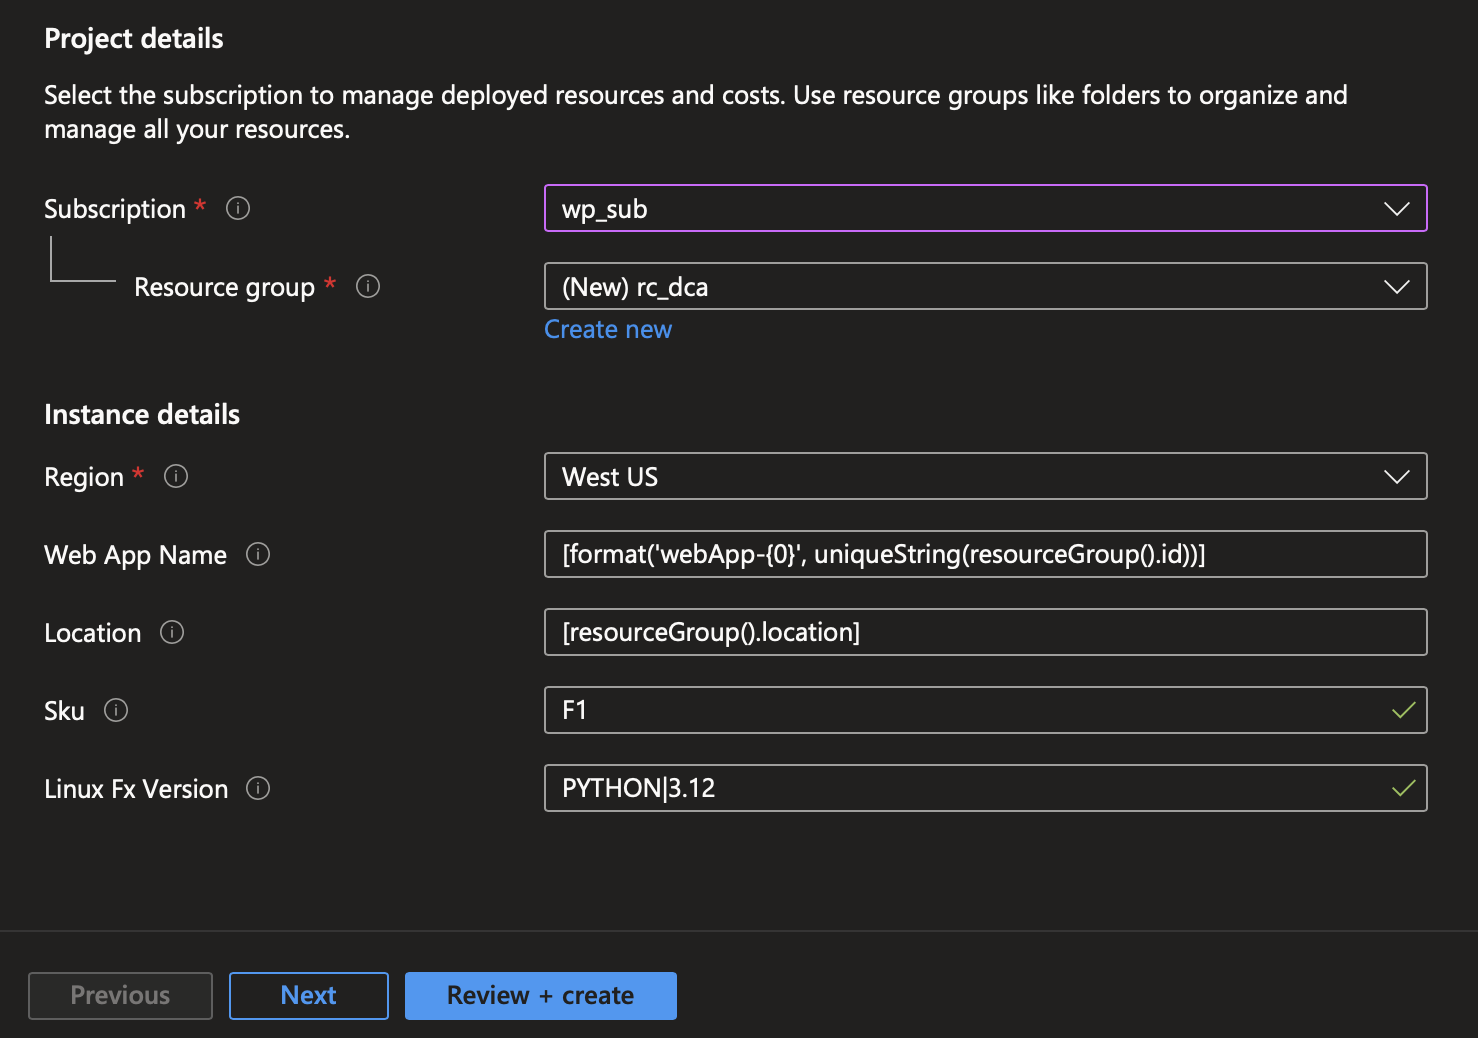 Project details
Select the subscription to manage deployed resources and costs. Use resource groups like folders to organize and
manage all your resources.
Subscription *
wp_sub
Resource group *
(New) rc_dca
Create new
Instance details
Region *
West US
Web App Name
[format('webApp-{0}', uniqueString(resourceGroup().id))]
Location
[resourceGroup().location]
Sku
F1
Linux Fx Version
PYTHON|3.12
Previous
Next
Review + create